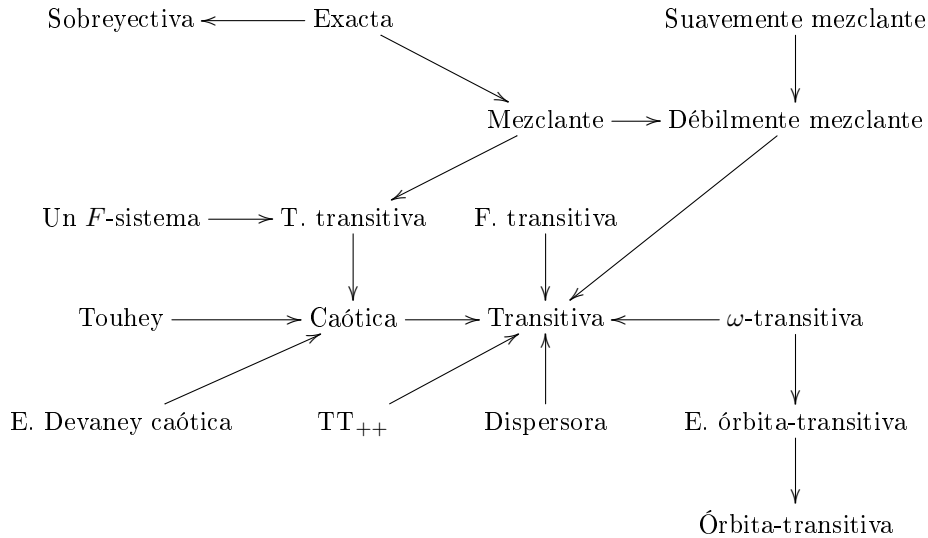 Sobreyectiva Exacta Suavemente mezclante
Mezclante Débilmente mezclante
Un F-sistema T. transitiva F. transitiva
Touhey Caótica Transitiva ω-transitiva
E. Devaney caótica TT₊₊ Dispersora E. órbita-transitiva
Órbita-transitiva